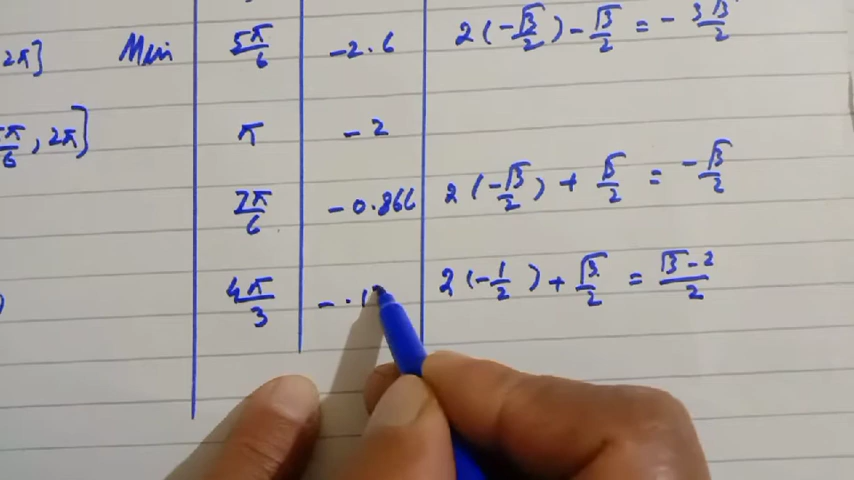 2π] Min 5π/6 -2.6 2(-√3/2) - √3/2 = - 3√3/2
π/6, 2π] π -2
7π/6 -0.866 2(-√3/2) + √3/2 = -√3/2
4π/3 -.1 2(-1/2) + √3/2 = √3-2/2